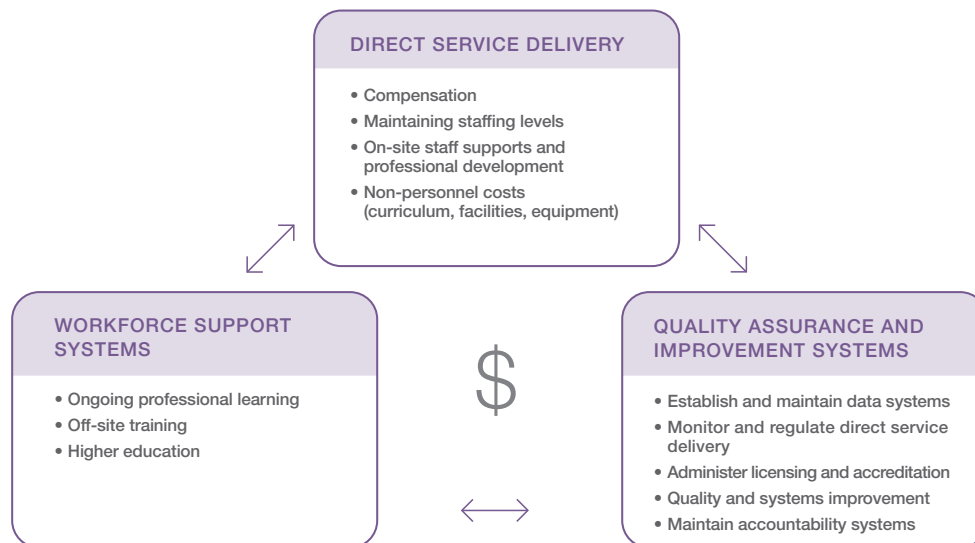 DIRECT SERVICE DELIVERY
• Compensation
• Maintaining staffing levels
• On-site staff supports and
professional development
• Non-personnel costs
(curriculum, facilities, equipment)
WORKFORCE SUPPORT
SYSTEMS
• Ongoing professional learning
• Off-site training
• Higher education
$
QUALITY ASSURANCE AND
IMPROVEMENT SYSTEMS
• Establish and maintain data systems
• Monitor and regulate direct service
delivery
• Administer licensing and accreditation
• Quality and systems improvement
• Maintain accountability systems